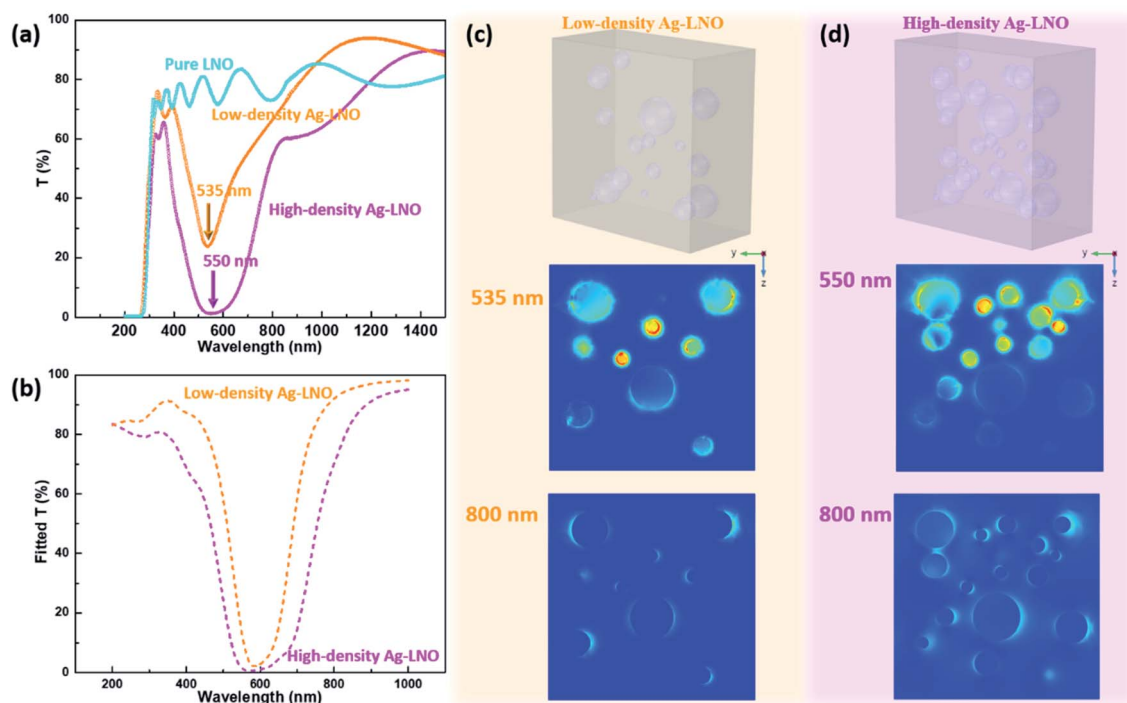 (a)
T (%)
100
80
60
40
20
0
Pure LNO
Low-density Ag-LNO
535 nm
High-density Ag-LNO
550 nm
200 400 600 800 1000 1200 1400
Wavelength (nm)
(b)
Fitted T (%)
100
80
60
40
20
0
Low-density Ag-LNO
High-density Ag-LNO
200 400 600 800 1000
Wavelength (nm)
(c)
Low-density Ag-LNO
y
z
535 nm
800 nm
(d)
High-density Ag-LNO
y
z
550 nm
800 nm